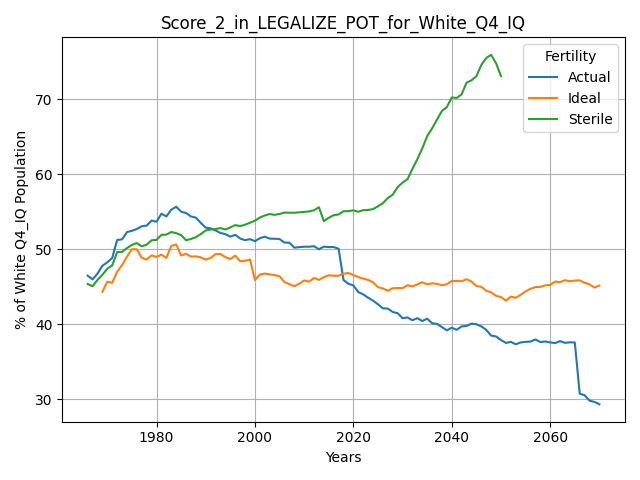 Score_2_in_LEGALIZE_POT_for_White_Q4_IQ
% of White Q4_IQ Population
70
60
50
40
30
Fertility
Actual
Ideal
Sterile
1980
2000
2020
2040
2060
Years